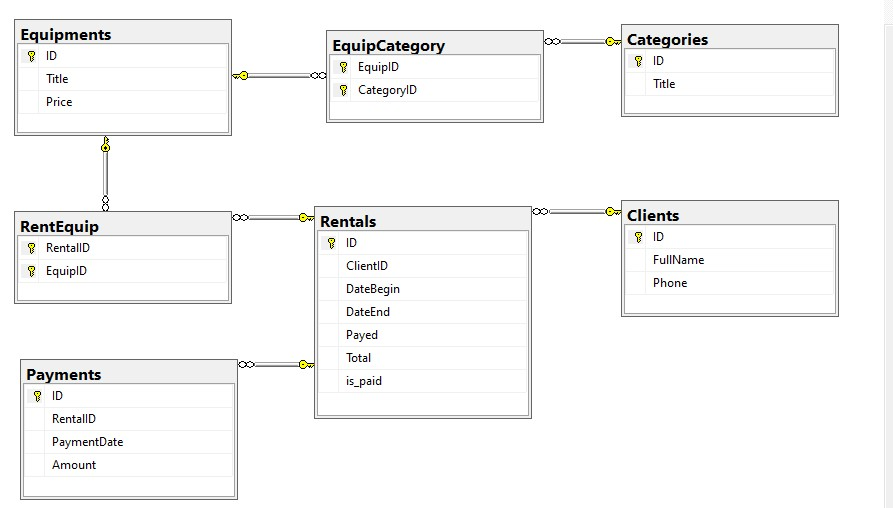 Equipments
ID
Title
Price
EquipCategory
EquipID
CategoryID
Categories
ID
Title
RentEquip
RentalID
EquipID
Rentals
ID
ClientID
DateBegin
DateEnd
Payed
Total
is_paid
Clients
ID
FullName
Phone
Payments
ID
RentalID
PaymentDate
Amount